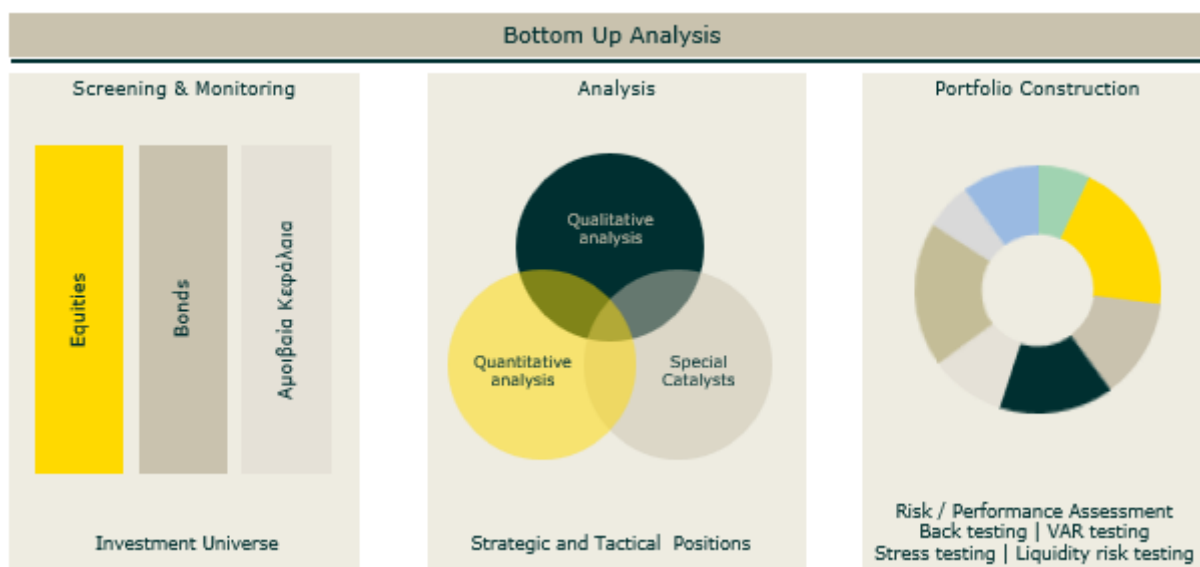 Bottom Up Analysis
Screening & Monitoring
Equities
Bonds
Αμοιβαία Κεφάλαια
Investment Universe
Analysis
Qualitative
analysis
Quantitative
analysis
Special
Catalysts
Strategic and Tactical Positions
Portfolio Construction
Risk / Performance Assessment
Back testing | VAR testing
Stress testing | Liquidity risk testing